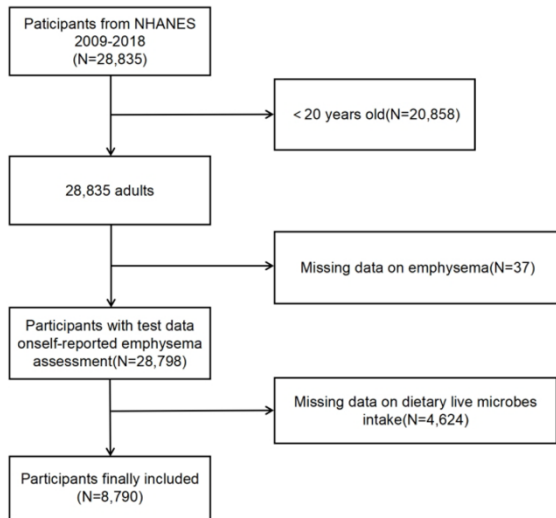 Paticipants from NHANES
2009-2018
(N=28,835)
< 20 years old(N=20,858)
28,835 adults
Missing data on emphysema(N=37)
Participants with test data
onself-reported emphysema
assessment(N=28,798)
Missing data on dietary live microbes
intake(N=4,624)
Participants finally included
(N=8,790)